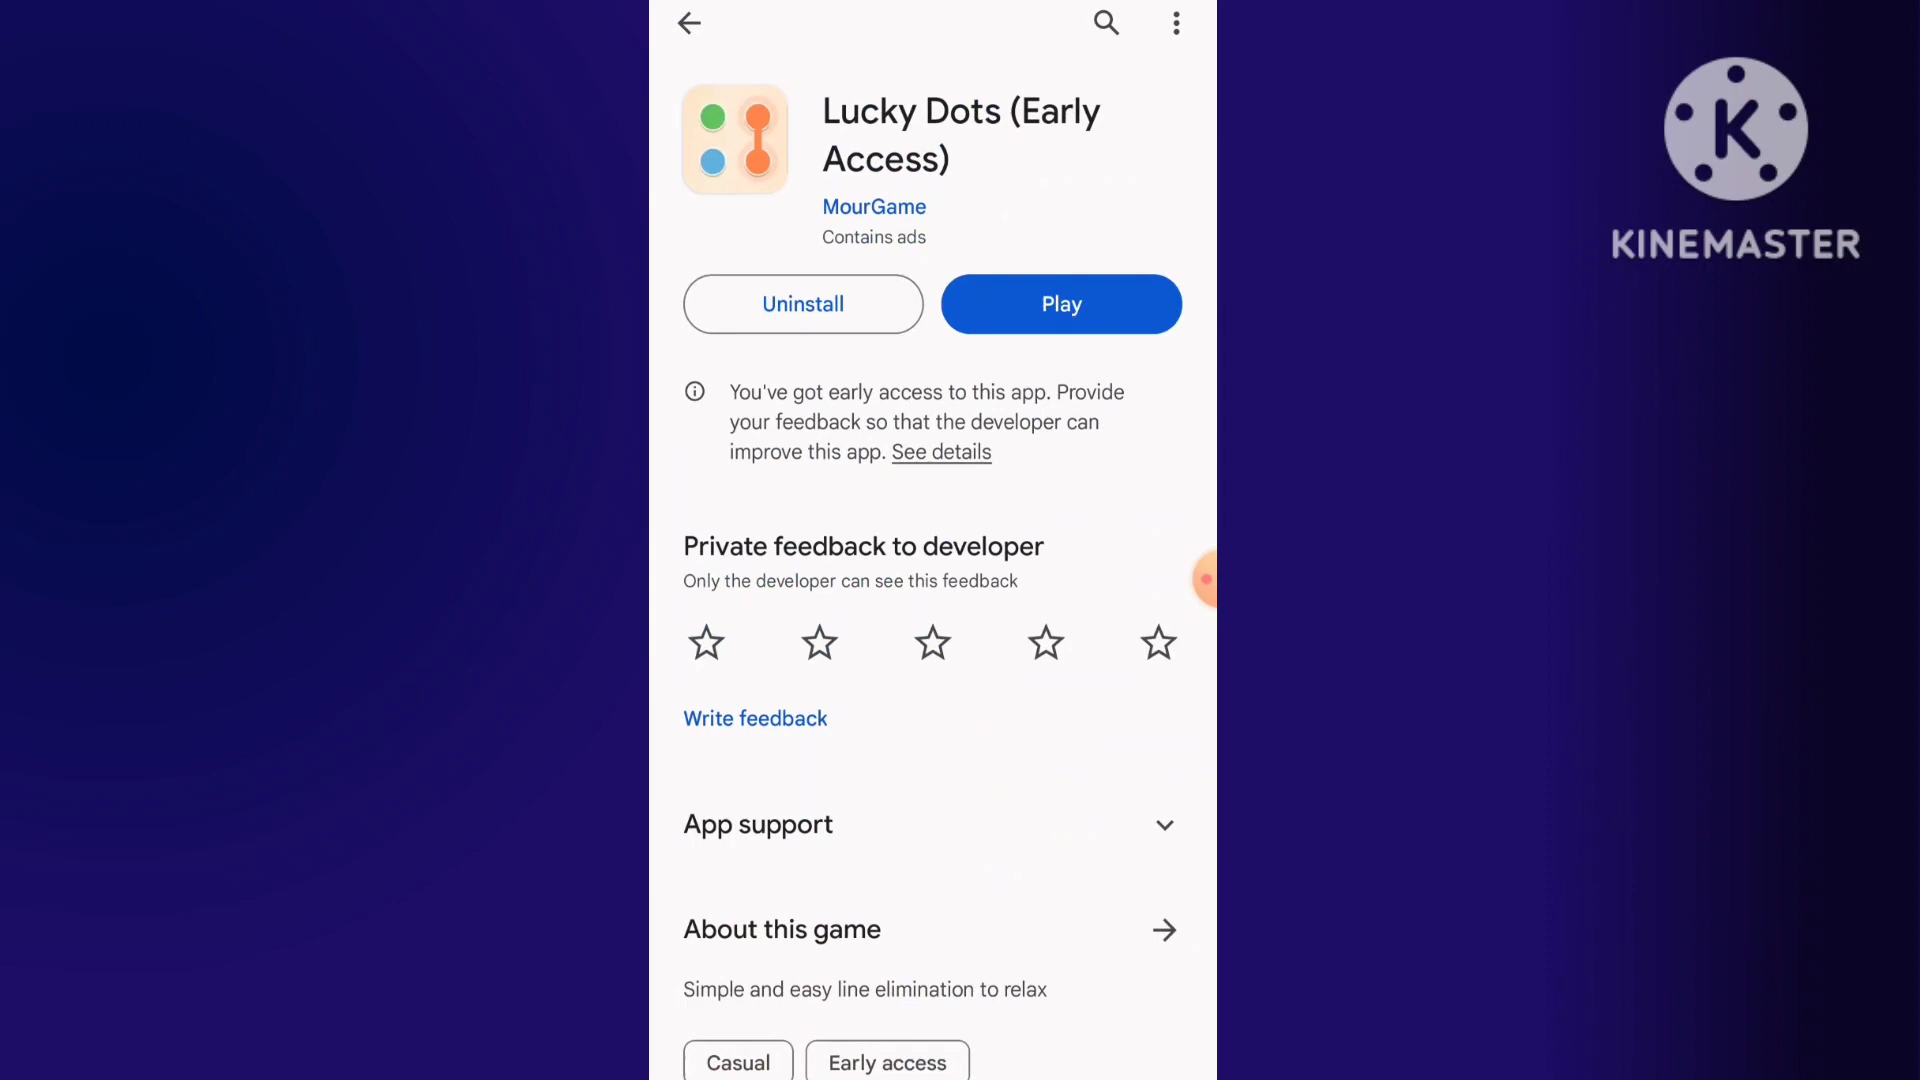 Lucky Dots (Early
Access)
MourGame
Contains ads
Uninstall
Play
You've got early access to this app. Provide
your feedback so that the developer can
improve this app. See details
Private feedback to developer
Only the developer can see this feedback
Write feedback
App support
About this game
Simple and easy line elimination to relax
Casual
Early access
K
KINEMASTER